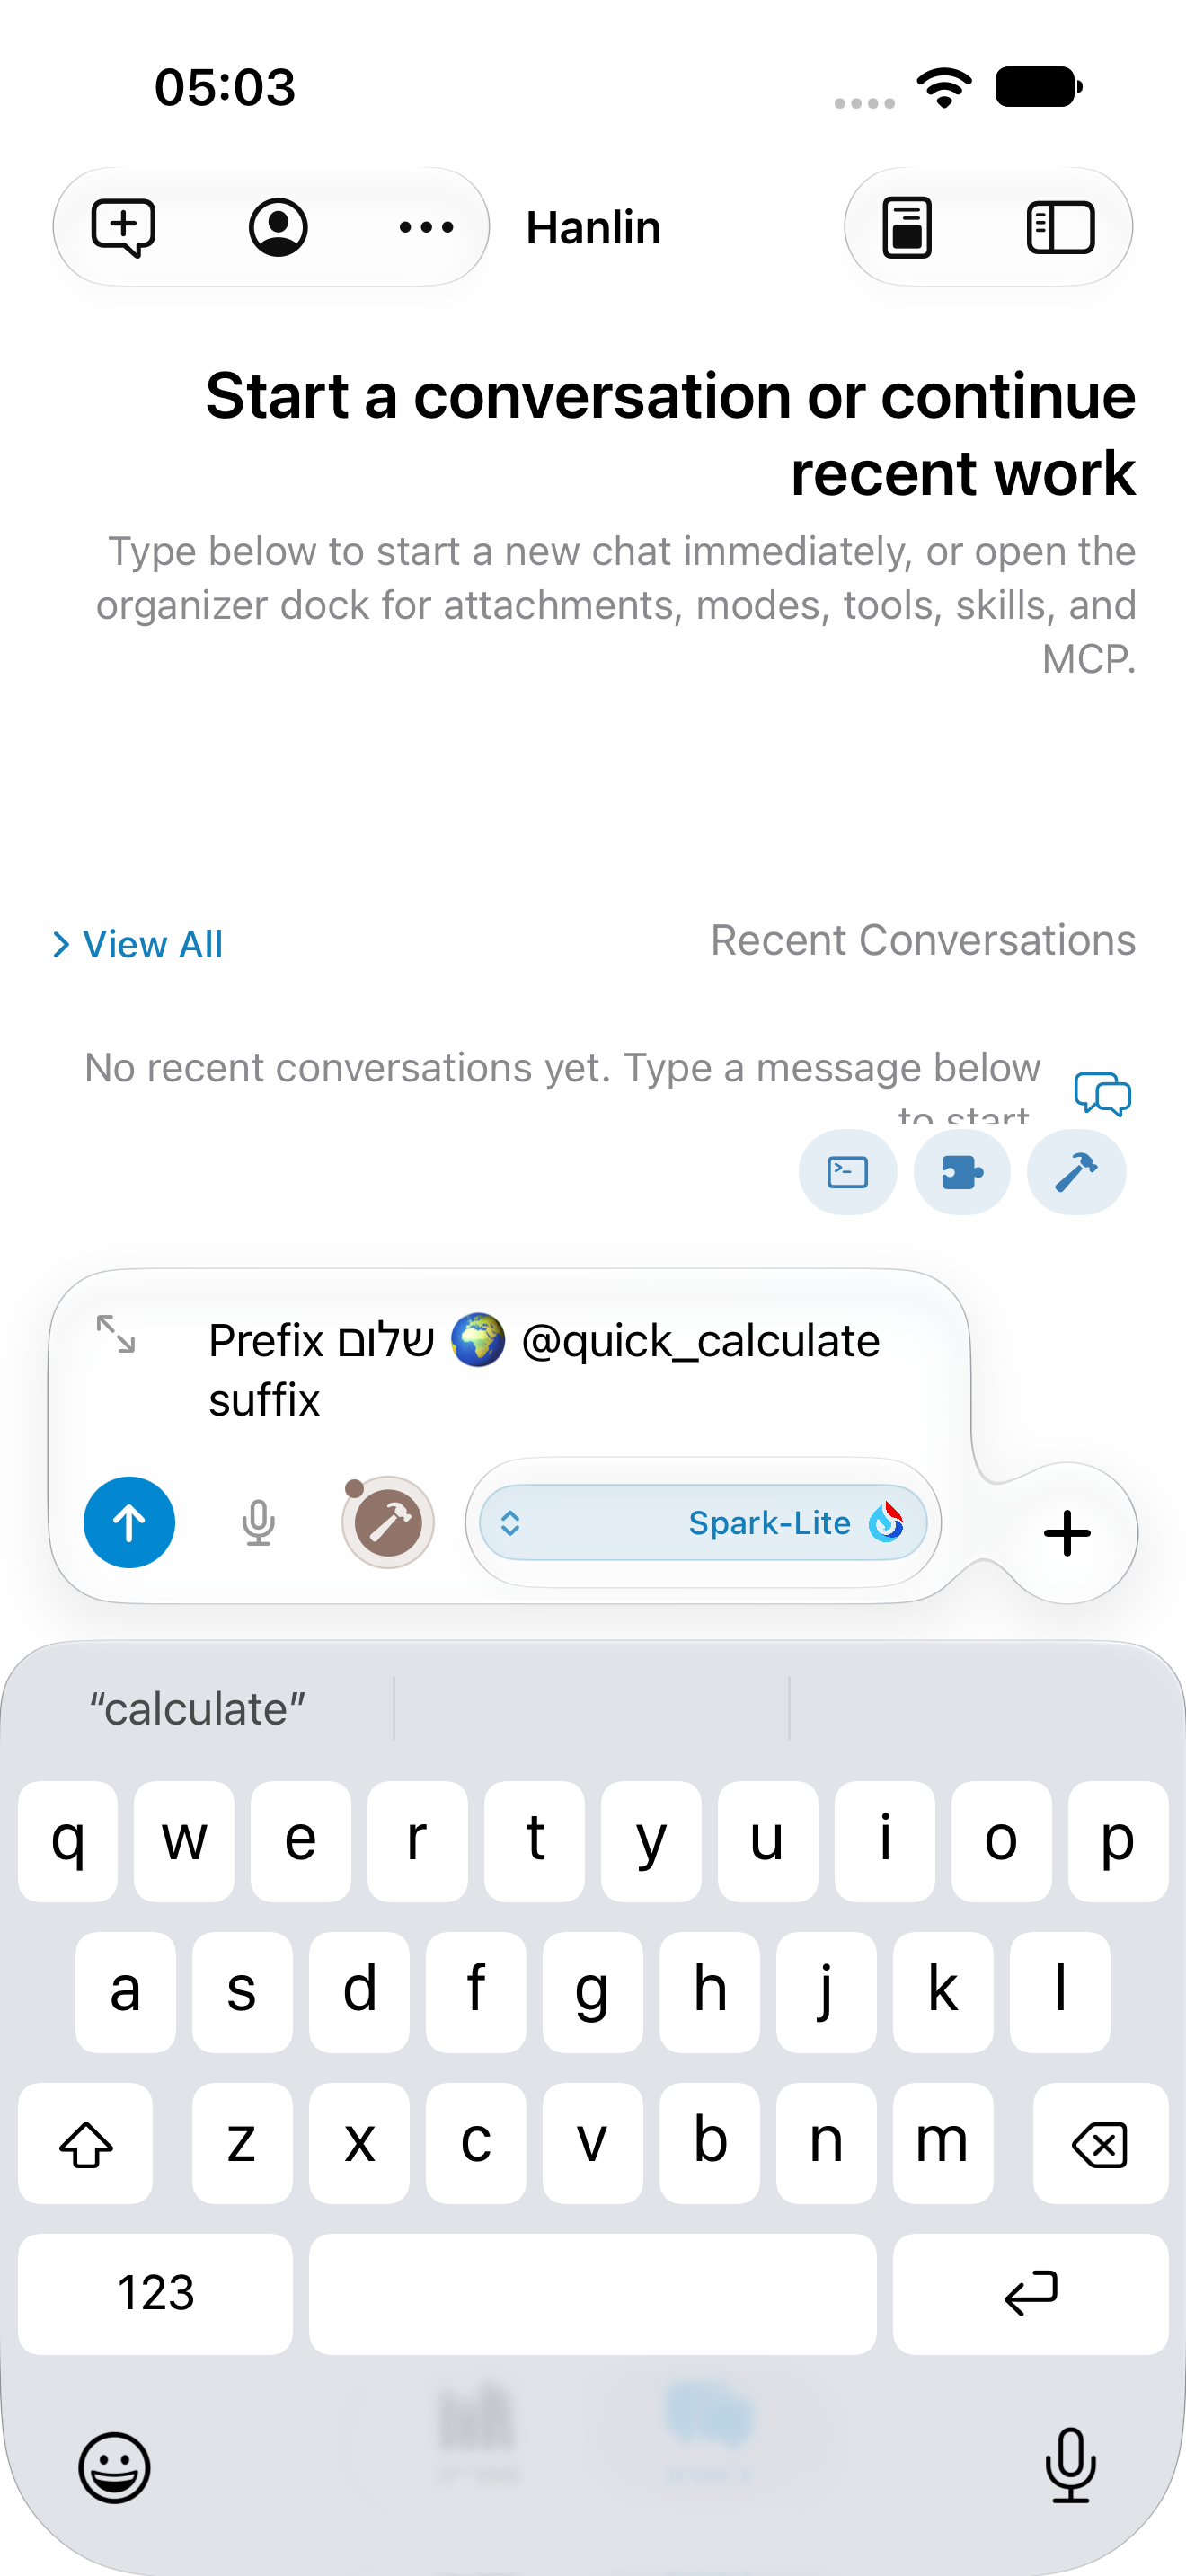 05:03
Hanlin
Start a conversation or continue
recent work
Type below to start a new chat immediately, or open the
organizer dock for attachments, modes, tools, skills, and
MCP.
View All
Recent Conversations
No recent conversations yet. Type a message below
to start.
Prefix שלום 🌍 @quick_calculate
suffix
Spark-Lite
“calculate”
q w e r t y u i o p
a s d f g h j k l
z x c v b n m
123